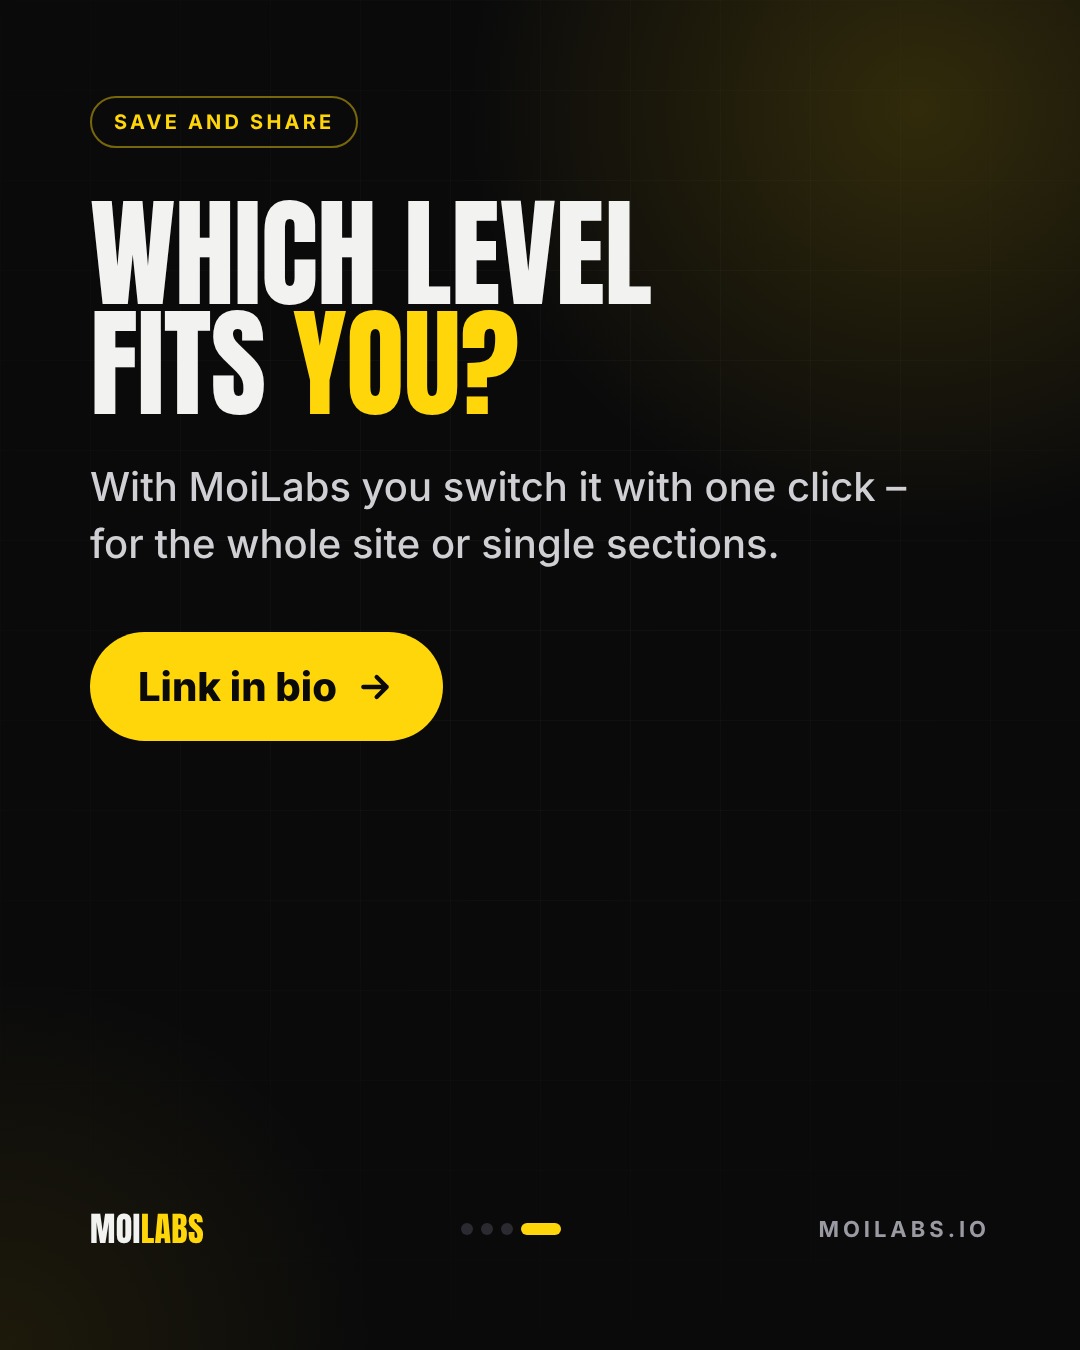 SAVE AND SHARE
WHICH LEVEL
FITS YOU?
With MoiLabs you switch it with one click –
for the whole site or single sections.
Link in bio →
MOILABS
MOILABS.IO